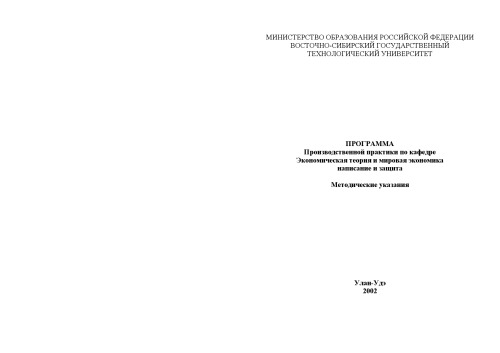 МИНИСТЕРСТВО ОБРАЗОВАНИЯ РОССИЙСКОЙ ФЕДЕРАЦИИ
ВОСТОЧНО-СИБИРСКИЙ ГОСУДАРСТВЕННЫЙ
ТЕХНОЛОГИЧЕСКИЙ УНИВЕРСИТЕТ
ПРОГРАММА
Производственной практики по кафедре
Экономическая теория и мировая экономика
написание и защита
Методические указания
Улан-Удэ
2002